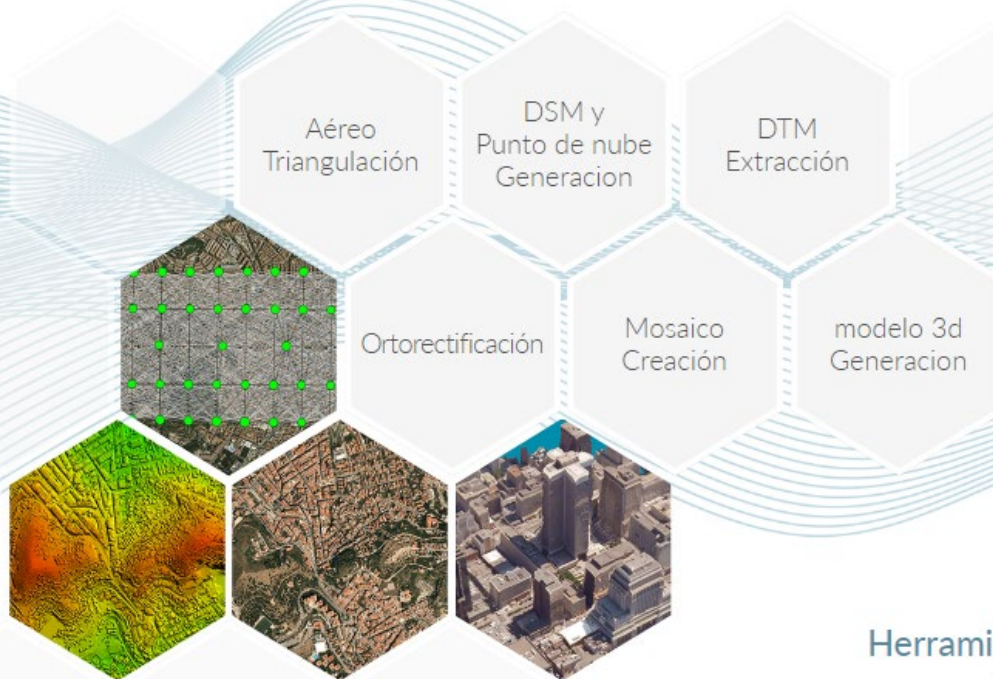 Aéreo
Triangulación
DSM y
Punto de nube
Generacion
DTM
Extracción
Ortorectificación
Mosaico
Creación
modelo 3d
Generacion
Herrami